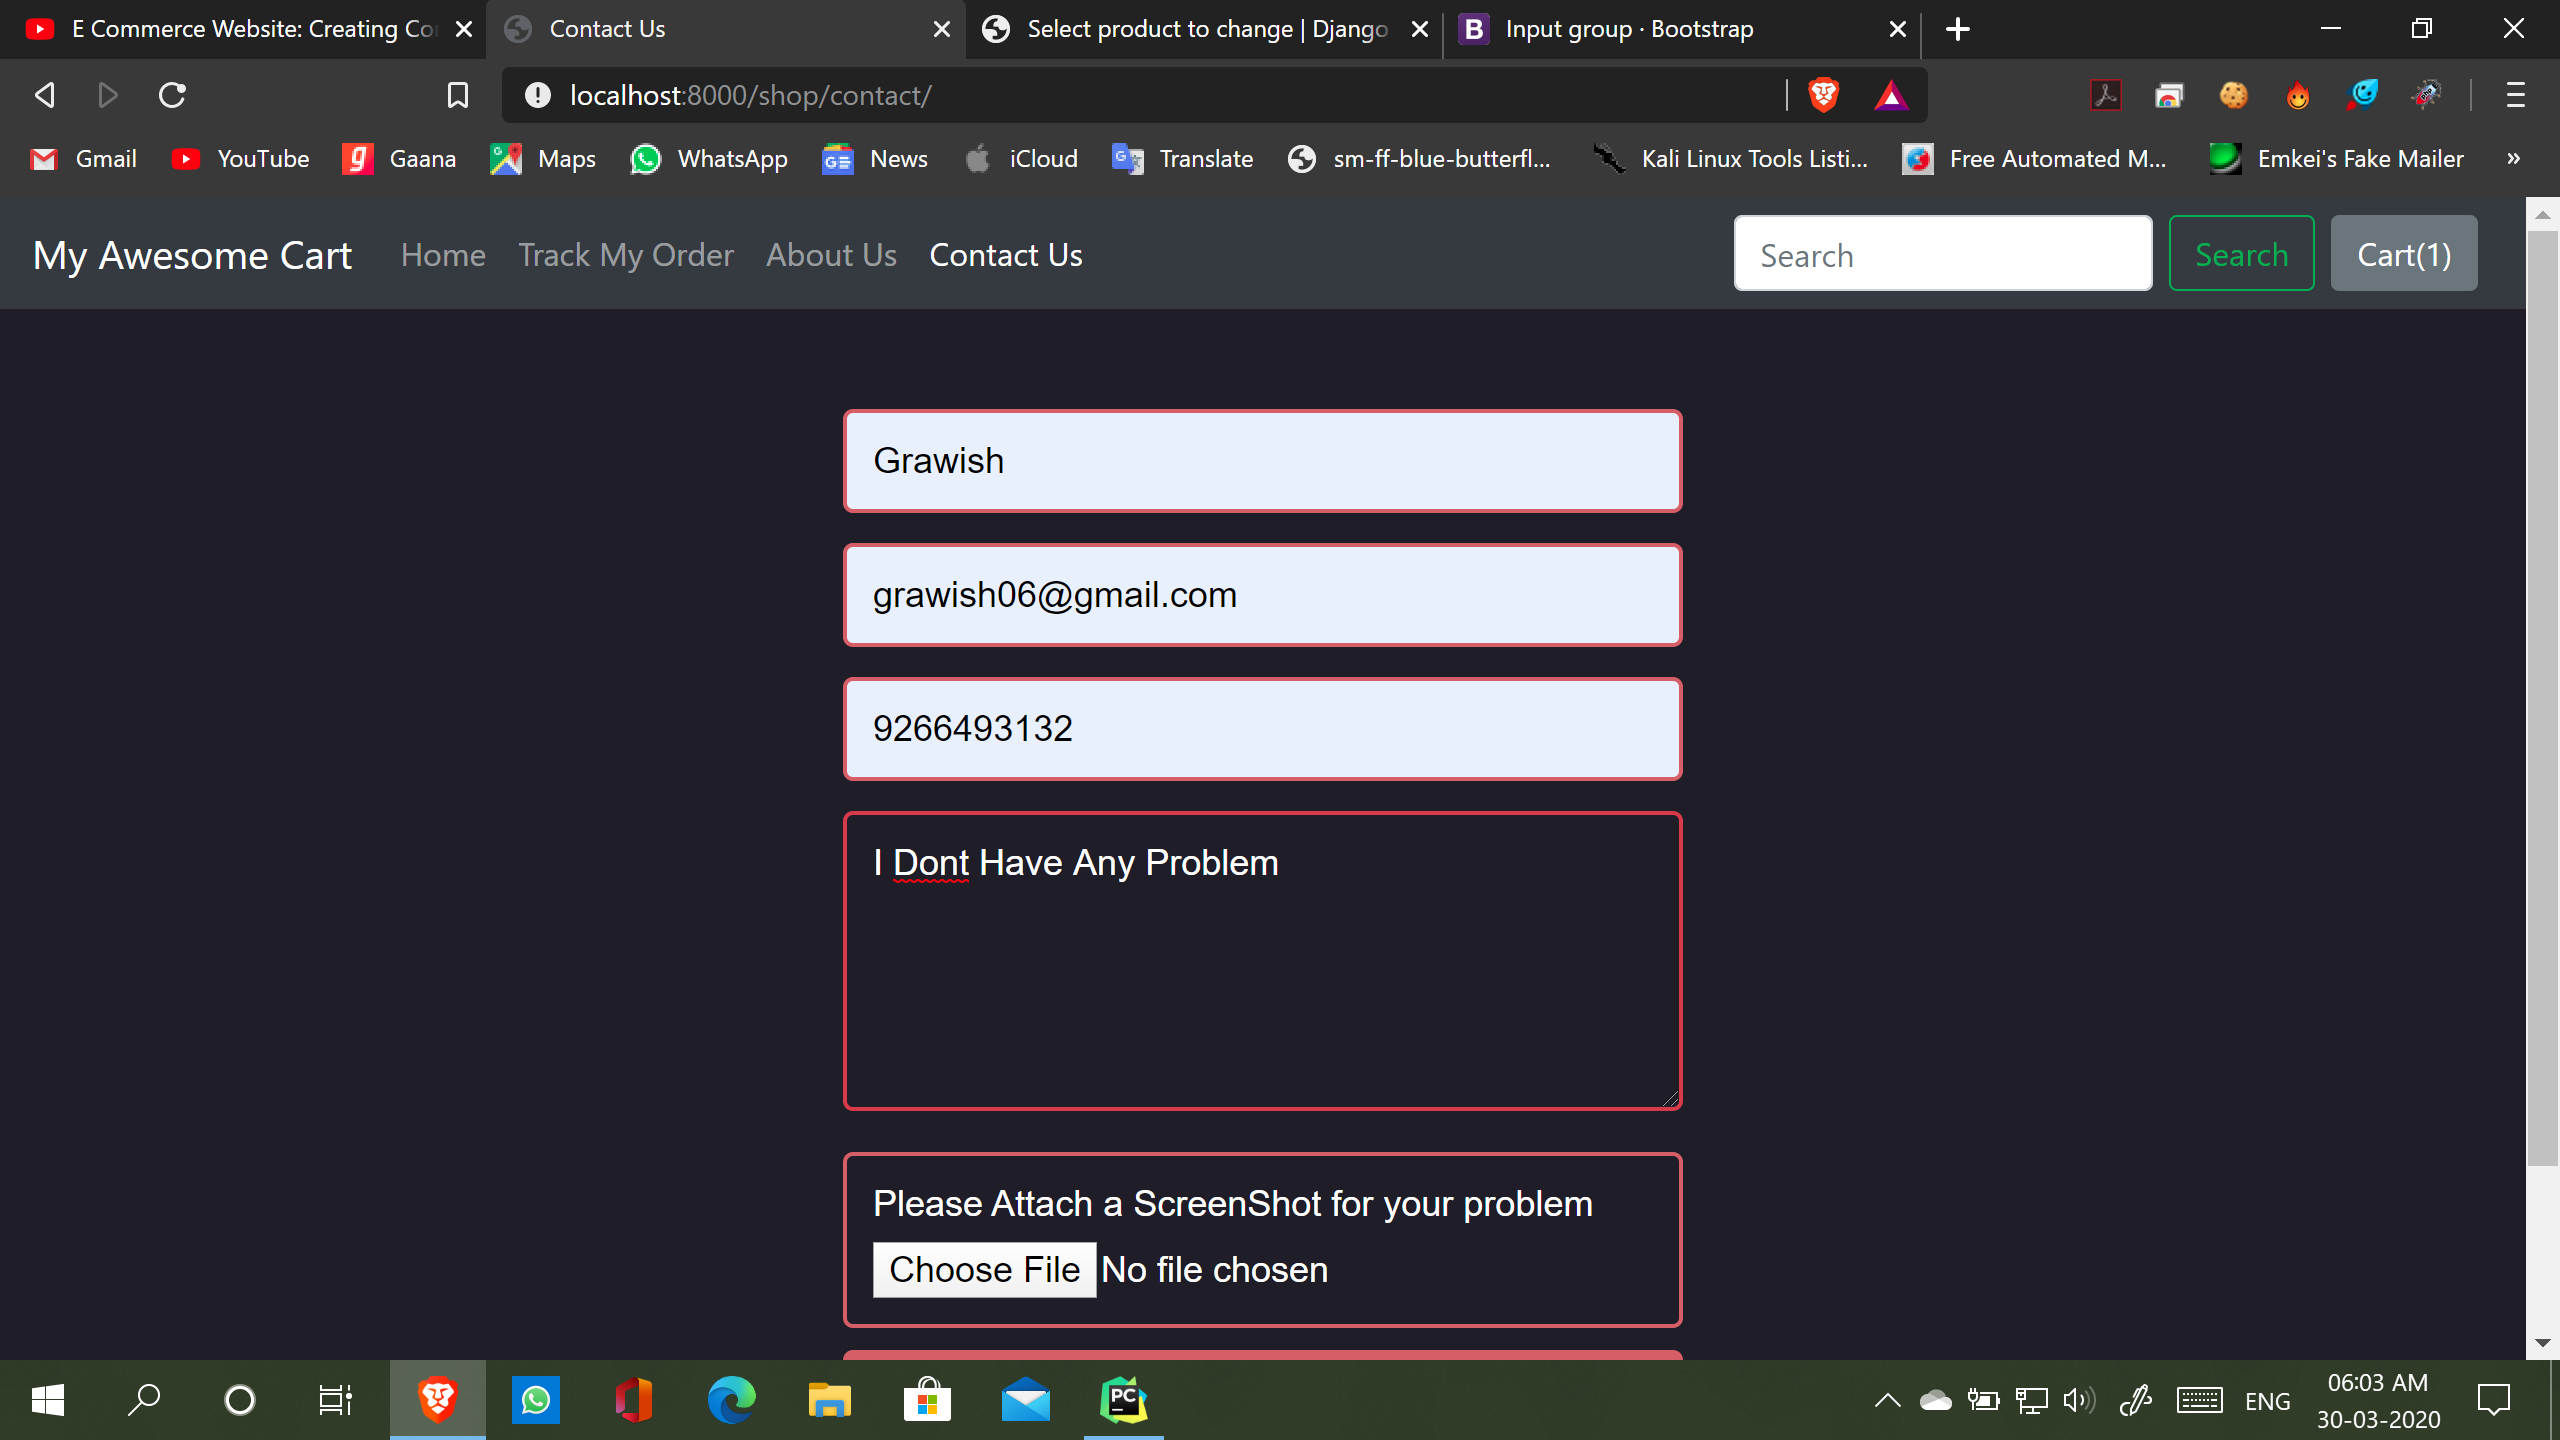 E Commerce Website: Creating Co
Contact Us
Select product to change | Django
Input group · Bootstrap
localhost:8000/shop/contact/
Gmail
YouTube
Gaana
Maps
WhatsApp
News
iCloud
Translate
sm-ff-blue-butterfl...
Kali Linux Tools Listi...
Free Automated M...
Emkei's Fake Mailer
»
My Awesome Cart
Home
Track My Order
About Us
Contact Us
Search
Search
Cart(1)
Grawish
grawish06@gmail.com
9266493132
I Dont Have Any Problem
Please Attach a ScreenShot for your problem
Choose File No file chosen
ENG
06:03 AM
30-03-2020